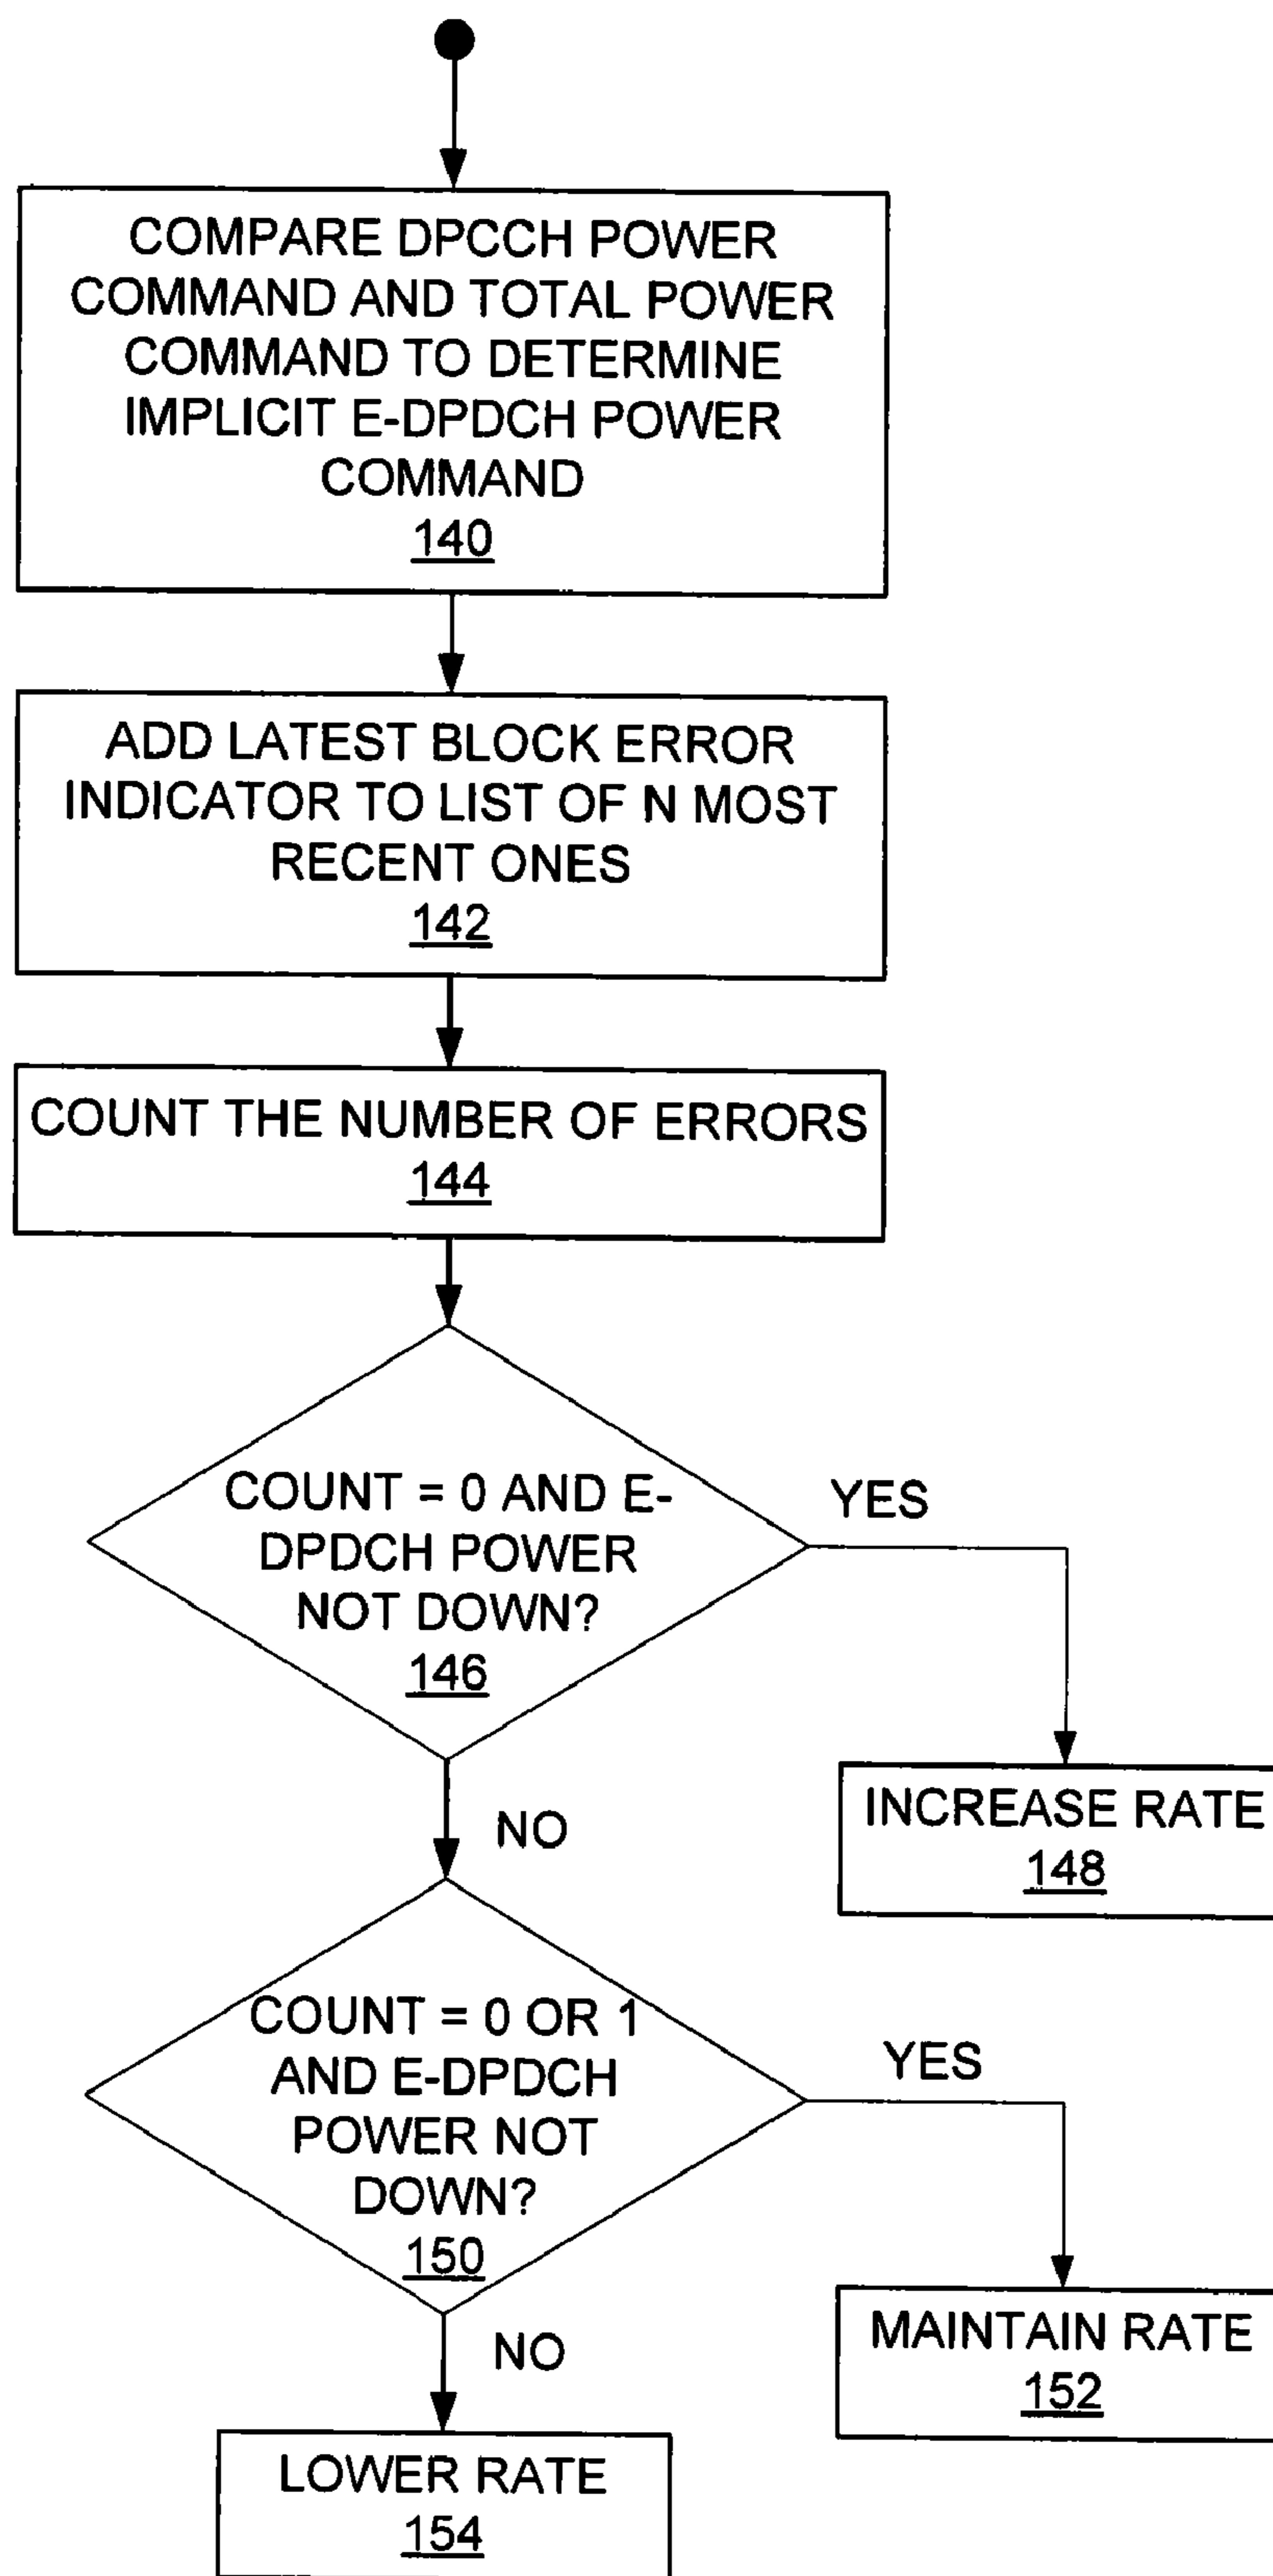 COMPARE DPCCH POWER
COMMAND AND TOTAL POWER
COMMAND TO DETERMINE
IMPLICIT E-DPDCH POWER
COMMAND
140
ADD LATEST BLOCK ERROR
INDICATOR TO LIST OF N MOST
RECENT ONES
142
COUNT THE NUMBER OF ERRORS
144
COUNT = 0 AND E-
DPDCH POWER
NOT DOWN?
146
YES
INCREASE RATE
148
NO
COUNT = 0 OR 1
AND E-DPDCH
POWER NOT
DOWN?
150
YES
MAINTAIN RATE
152
NO
LOWER RATE
154